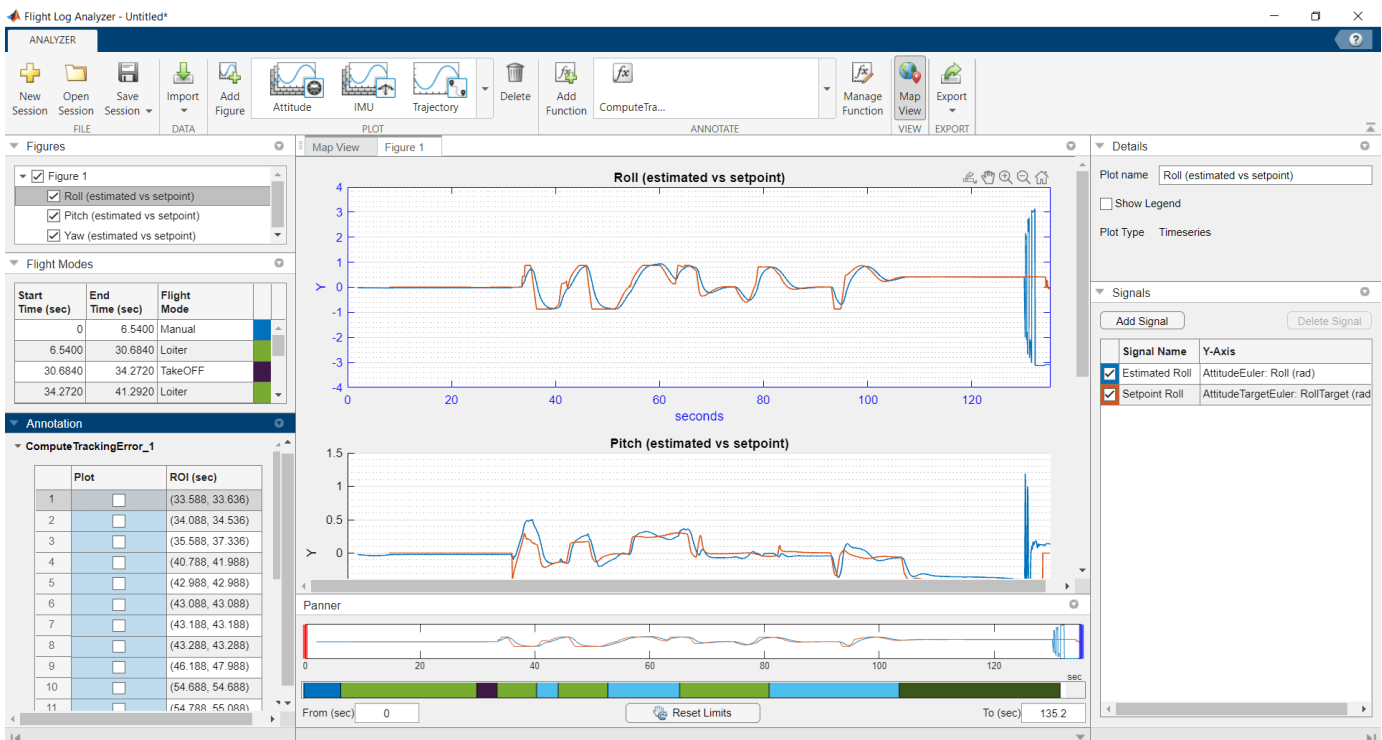 Flight Log Analyzer - Untitled*
ANALYZER
?
New Session
Open Session
Save Session
Import
Add Figure
Attitude
IMU
Trajectory
Delete
Add Function
fx
ComputeTra...
Manage Function
Map View
Export
FILE
DATA
PLOT
ANNOTATE
VIEW
EXPORT
Figures
Figure 1
Roll (estimated vs setpoint)
Pitch (estimated vs setpoint)
Yaw (estimated vs setpoint)
Flight Modes
Start Time (sec) End Time (sec) Flight Mode
0 6.5400 Manual
6.5400 30.6840 Loiter
30.6840 34.2720 TakeOFF
34.2720 41.2920 Loiter
Annotation
ComputeTrackingError_1
Plot ROI (sec)
1 (33.588, 33.636)
2 (34.088, 34.536)
3 (35.588, 37.336)
4 (40.788, 41.988)
5 (42.988, 42.988)
6 (43.088, 43.088)
7 (43.188, 43.188)
8 (43.288, 43.288)
9 (46.188, 47.988)
10 (54.688, 54.688)
11 (54.788, 55.088)
Map View Figure 1
Roll (estimated vs setpoint)
4
3
2
1
0
-1
-2
-3
-4
Y
0 20 40 60 80 100 120
seconds
Pitch (estimated vs setpoint)
1.5
1
0.5
0
Y
Panner
0 20 40 60 80 100 120
sec
From (sec) 0
Reset Limits
To (sec) 135.2
Details
Plot name Roll (estimated vs setpoint)
Show Legend
Plot Type Timeseries
Signals
Add Signal Delete Signal
Signal Name Y-Axis
Estimated Roll AttitudeEuler: Roll (rad)
Setpoint Roll AttitudeTargetEuler: RollTarget (rad